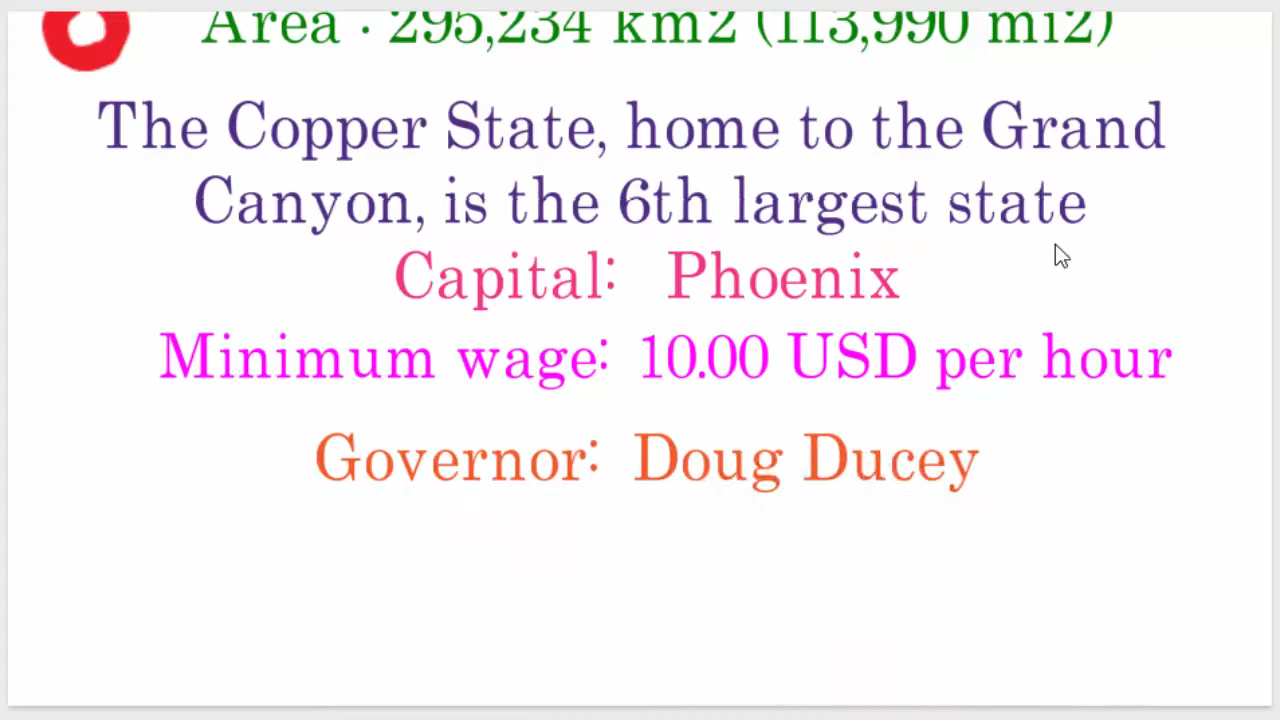 Area · 295,234 km2 (113,990 mi2)
The Copper State, home to the Grand
Canyon, is the 6th largest state
Capital: Phoenix
Minimum wage: 10.00 USD per hour
Governor: Doug Ducey